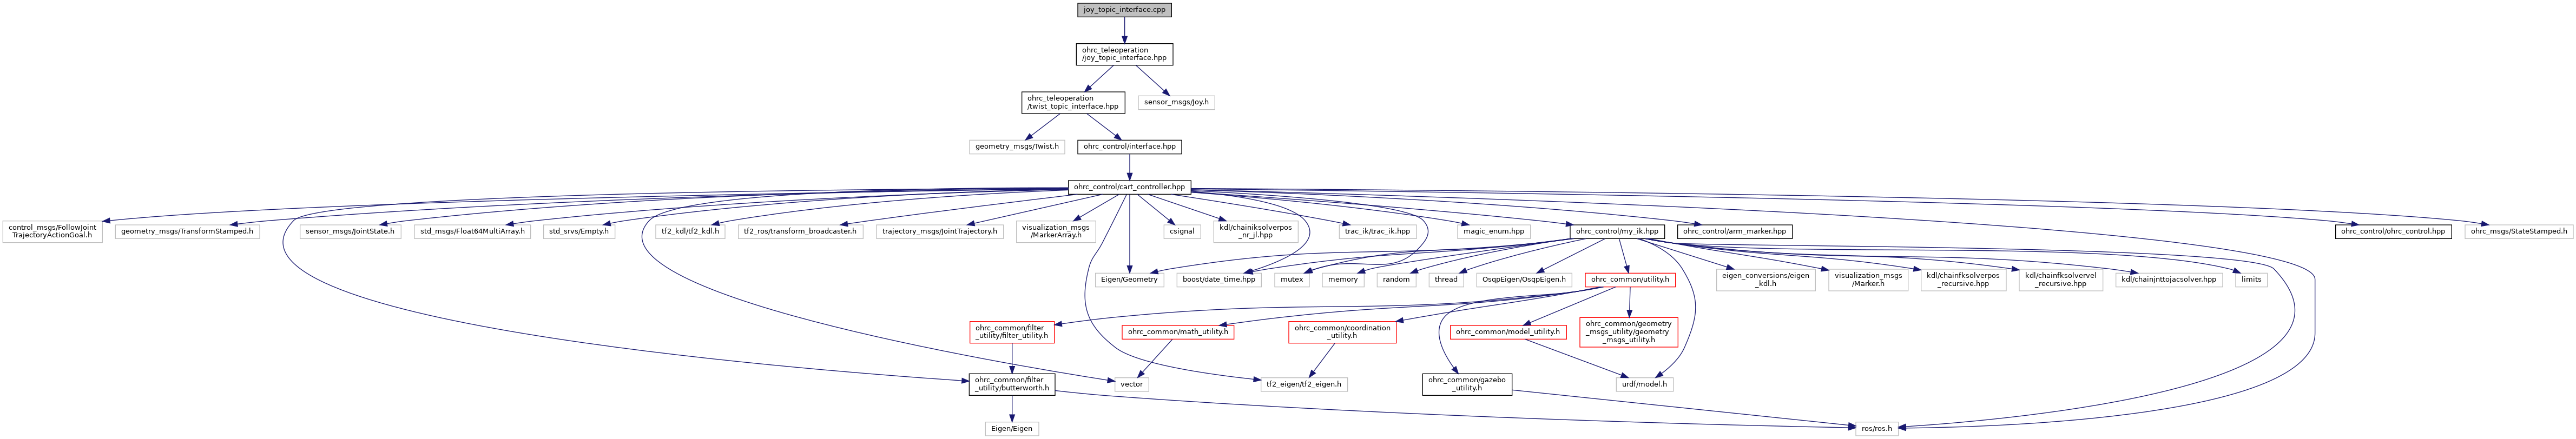 joy_topic_interface.cpp
ohrc_teleoperation
/joy_topic_interface.hpp
ohrc_teleoperation
/twist_topic_interface.hpp
sensor_msgs/Joy.h
geometry_msgs/Twist.h
ohrc_control/interface.hpp
ohrc_control/cart_controller.hpp
control_msgs/FollowJoint
TrajectoryActionGoal.h
geometry_msgs/TransformStamped.h
sensor_msgs/JointState.h
std_msgs/Float64MultiArray.h
std_srvs/Empty.h
tf2_kdl/tf2_kdl.h
tf2_ros/transform_broadcaster.h
trajectory_msgs/JointTrajectory.h
visualization_msgs
/MarkerArray.h
csignal
kdl/chainiksolverpos
_nr_jl.hpp
trac_ik/trac_ik.hpp
magic_enum.hpp
ohrc_control/my_ik.hpp
ohrc_control/arm_marker.hpp
ohrc_control/ohrc_control.hpp
ohrc_msgs/StateStamped.h
Eigen/Geometry
boost/date_time.hpp
mutex
memory
random
thread
OsqpEigen/OsqpEigen.h
ohrc_common/utility.h
eigen_conversions/eigen
_kdl.h
visualization_msgs
/Marker.h
kdl/chainfksolverpos
_recursive.hpp
kdl/chainfksolvervel
_recursive.hpp
kdl/chainjnttojacsolver.hpp
limits
ohrc_common/filter
_utility/filter_utility.h
ohrc_common/math_utility.h
ohrc_common/coordination
_utility.h
ohrc_common/model_utility.h
ohrc_common/geometry
_msgs_utility/geometry
_msgs_utility.h
ohrc_common/filter
_utility/butterworth.h
vector
tf2_eigen/tf2_eigen.h
ohrc_common/gazebo
_utility.h
urdf/model.h
Eigen/Eigen
ros/ros.h